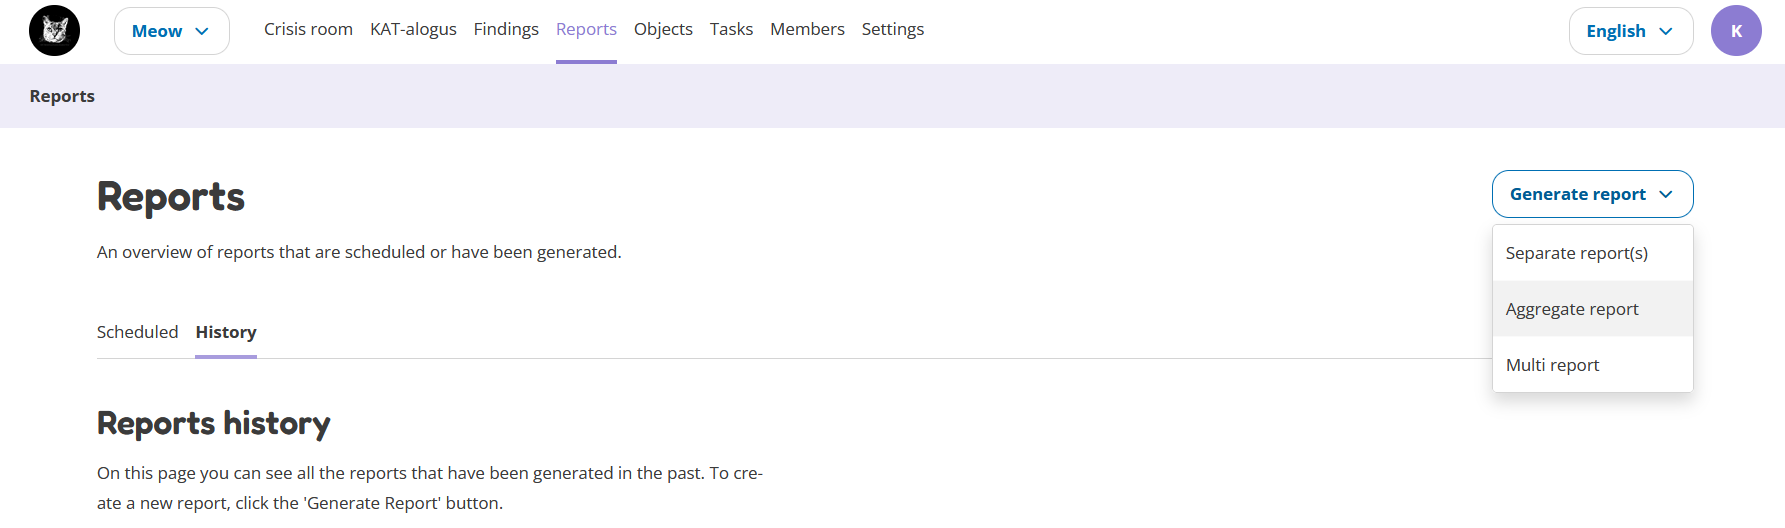 Meow
Crisis room KAT-alogus Findings Reports Objects Tasks Members Settings
English
K
Reports
Reports
Generate report
An overview of reports that are scheduled or have been generated.
Separate report(s)
Aggregate report
Multi report
Scheduled History
Reports history
On this page you can see all the reports that have been generated in the past. To cre-
ate a new report, click the 'Generate Report' button.